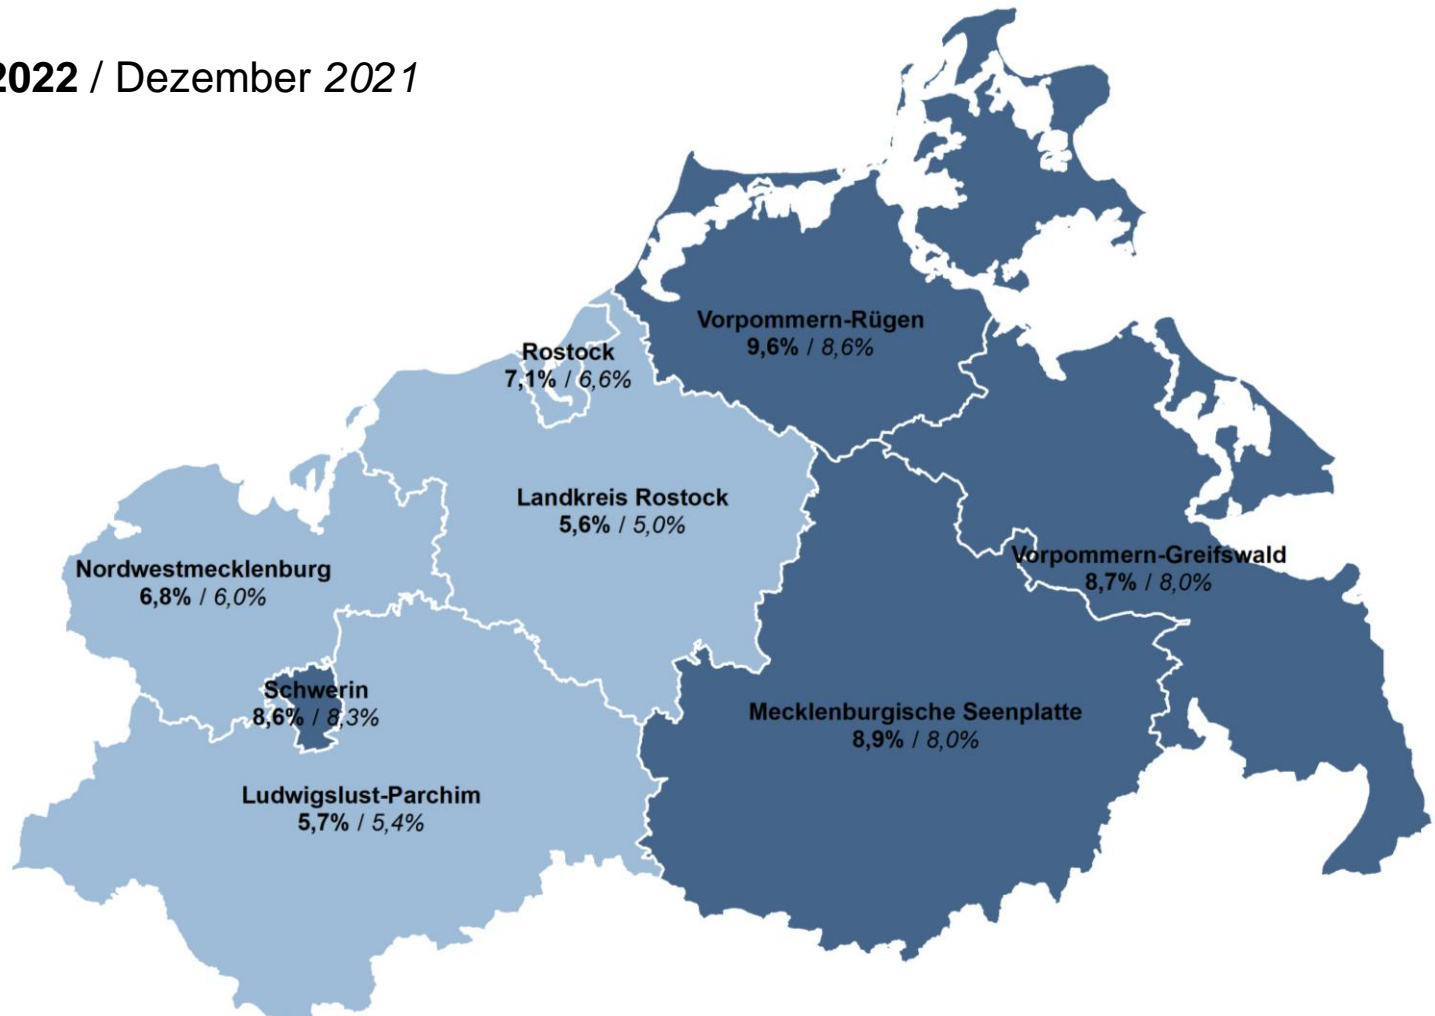 2022 / Dezember 2021
Vorpommern-Rügen
9,6% / 8,6%
Rostock
7,1% / 6,6%
Landkreis Rostock
5,6% / 5,0%
Vorpommern-Greifswald
8,7% / 8,0%
Nordwestmecklenburg
6,8% / 6,0%
Schwerin
8,6% / 8,3%
Mecklenburgische Seenplatte
8,9% / 8,0%
Ludwigslust-Parchim
5,7% / 5,4%